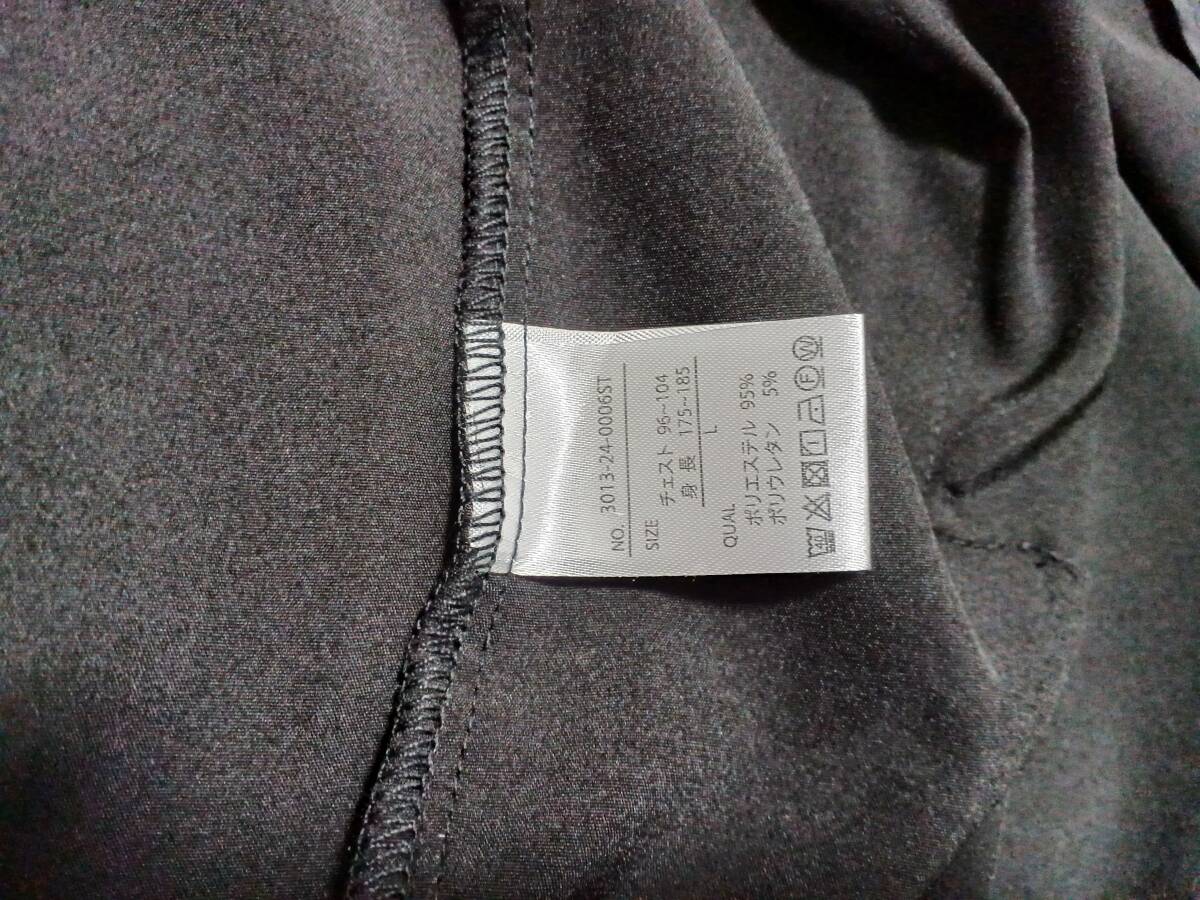 NO. 3013-24-0006ST
SIZE
チェスト 96~104
身 長 175~185
L
QUAL
ポリエステル 95%
ポリウレタン 5%
40 F W